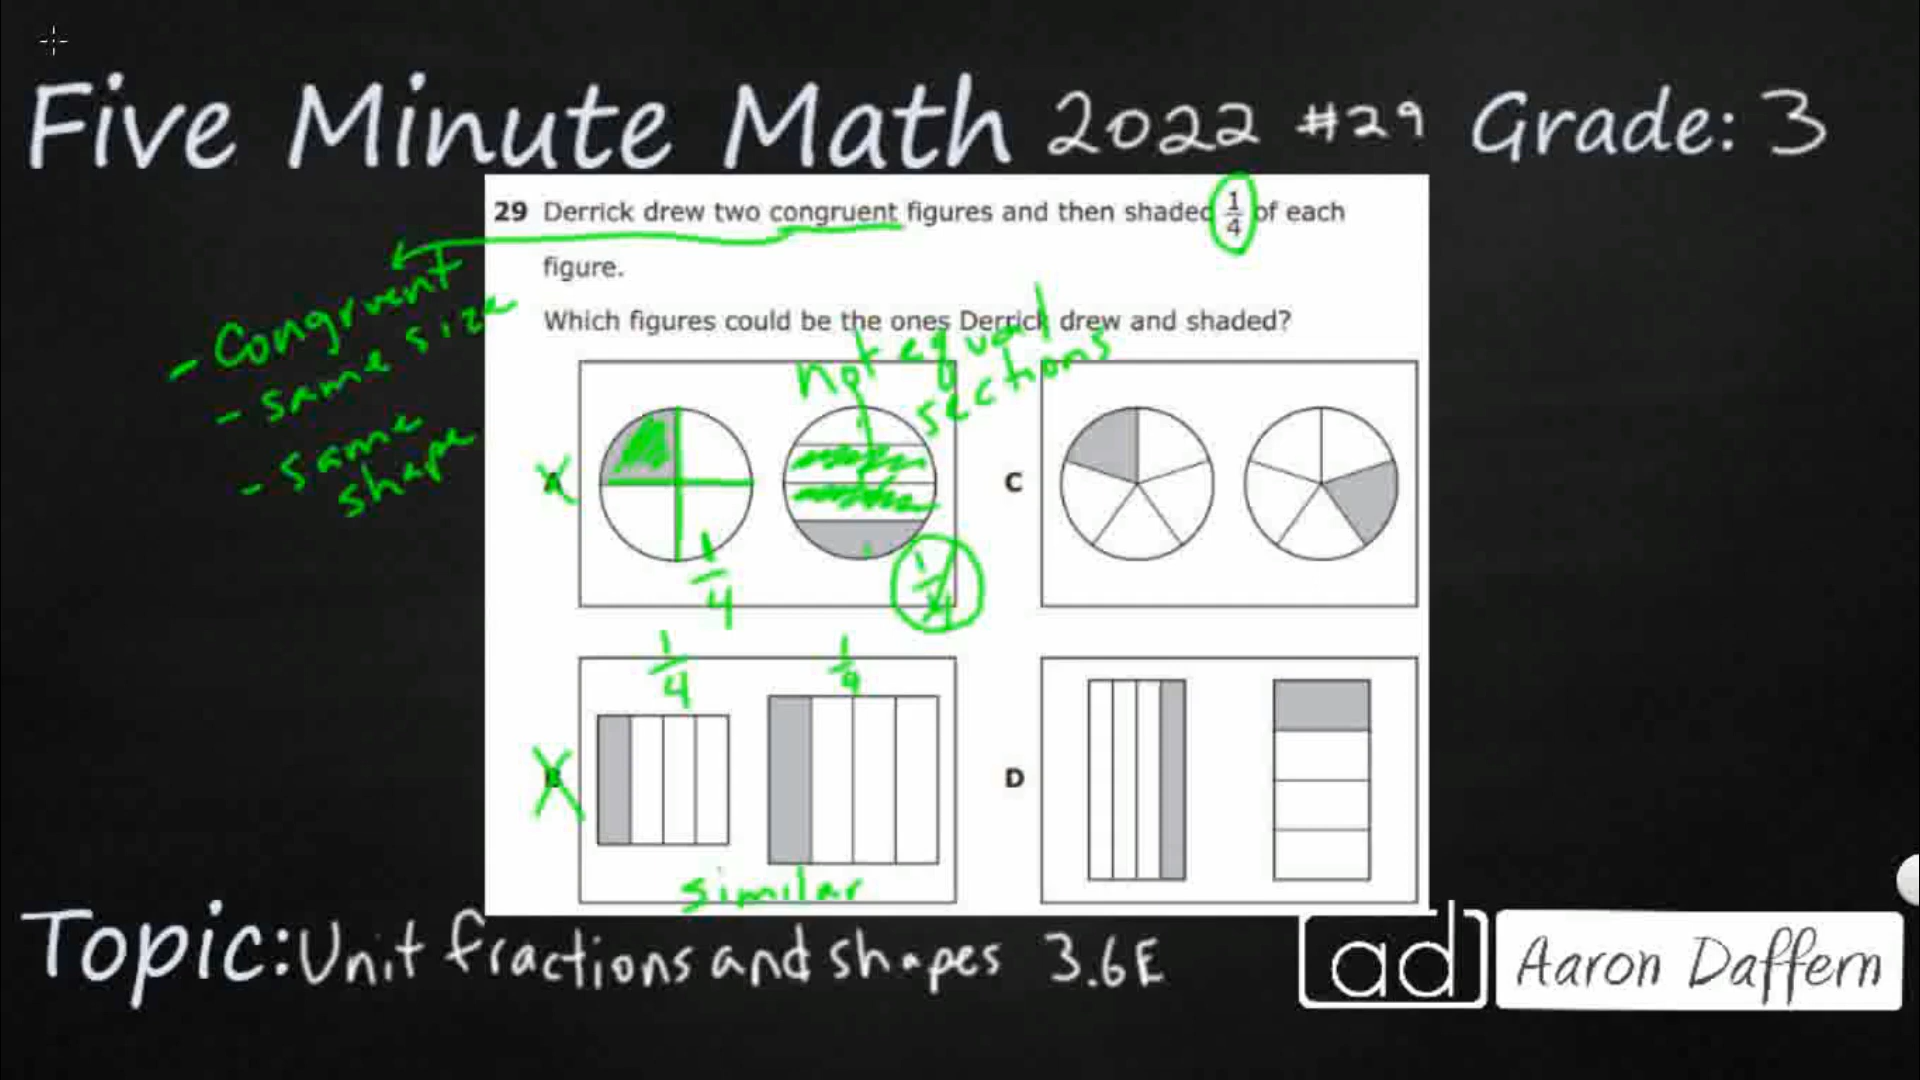 Five Minute Math 2022 #29 Grade: 3
29 Derrick drew two congruent figures and then shaded 1/4 of each
figure.
Which figures could be the ones Derrick drew and shaded?
- Congruent
- same size
- same
shape
not equal
sections
A
1/4
1/4
C
1/4
1/4
B
similar
D
Topic: Unit fractions and shapes 3.6E
ad Aaron Daffern